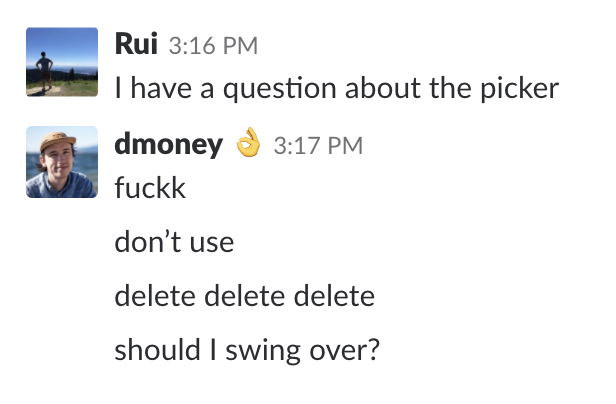 Rui 3:16 PM
I have a question about the picker
dmoney 👌 3:17 PM
fuckk
don’t use
delete delete delete
should I swing over?